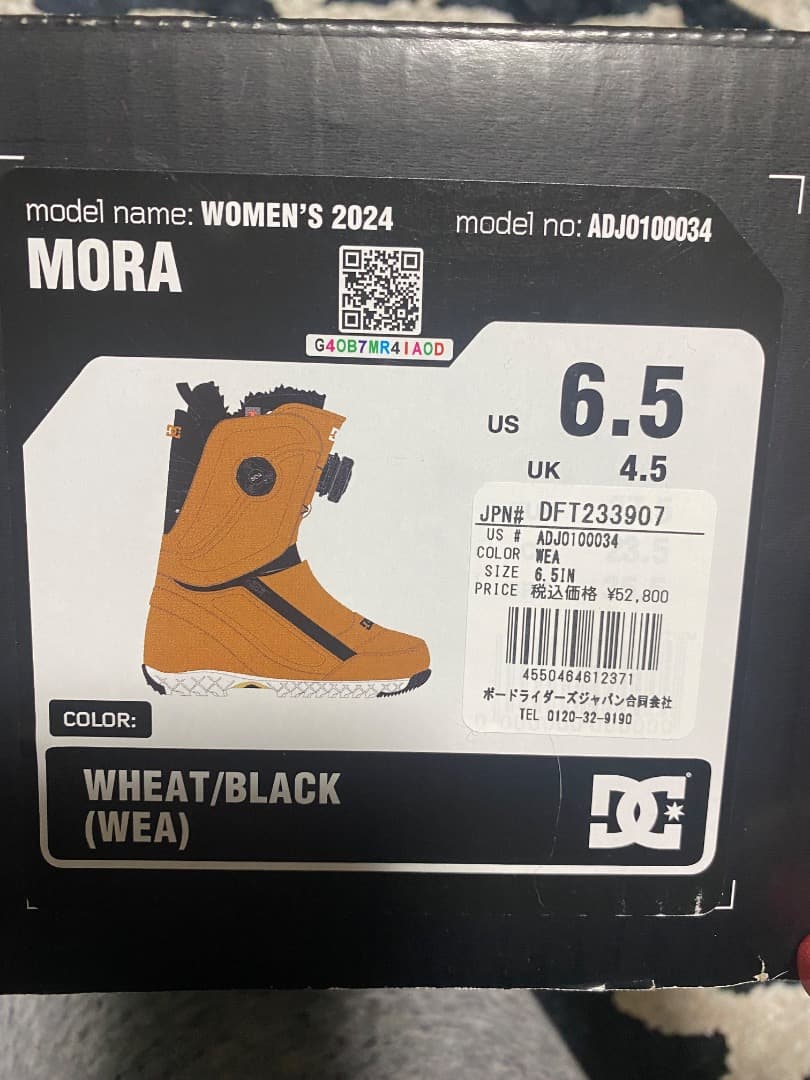 model name: WOMEN'S 2024
model no: ADJO100034
MORA
G4OB7MR4IAOD
US 6.5
UK 4.5
JPN# DFT233907
US # ADJO100034
COLOR WEA
SIZE 6.5IN
PRICE 税込価格 ¥52,800
4550464612371
ボードライダーズジャパン合同会社
TEL 0120-32-9190
COLOR:
WHEAT/BLACK
(WEA)
DC